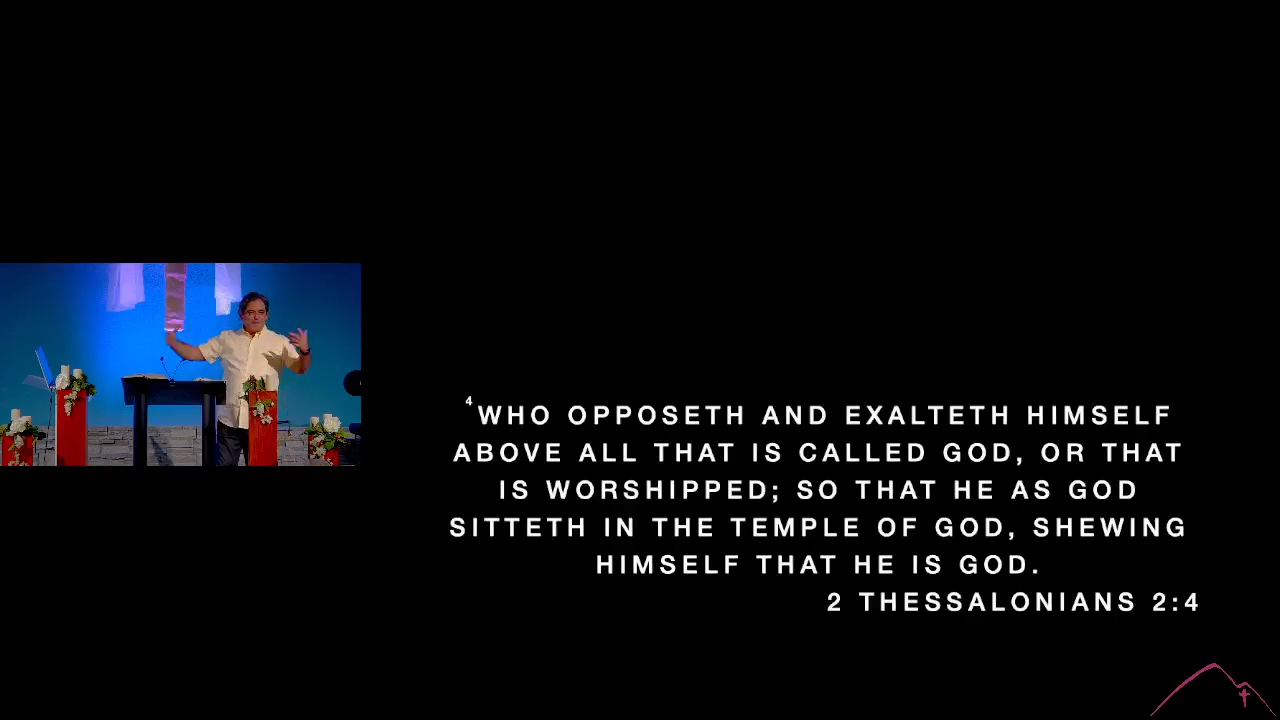 4WHO OPPOSETH AND EXALTETH HIMSELF
ABOVE ALL THAT IS CALLED GOD, OR THAT
IS WORSHIPPED; SO THAT HE AS GOD
SITTETH IN THE TEMPLE OF GOD, SHEWING
HIMSELF THAT HE IS GOD.
2 THESSALONIANS 2:4